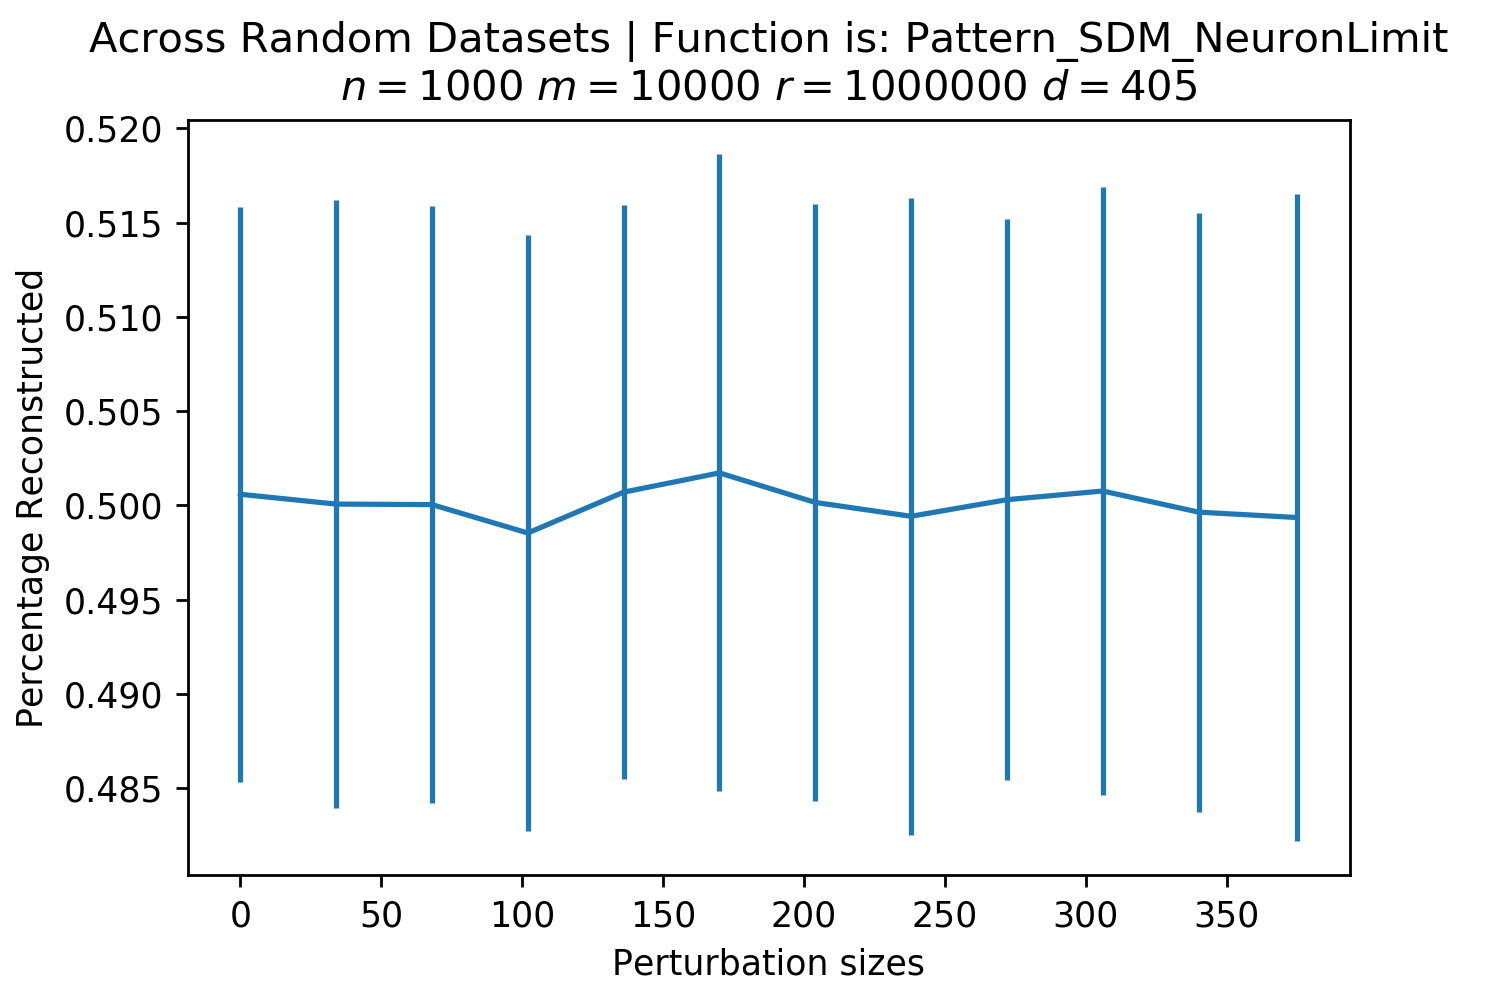 Across Random Datasets | Function is: Pattern_SDM_NeuronLimit
n = 1000 m = 10000 r = 1000000 d = 405
0.520
0.515
0.510
0.505
0.500
0.495
0.490
0.485
Percentage Reconstructed
0 50 100 150 200 250 300 350
Perturbation sizes